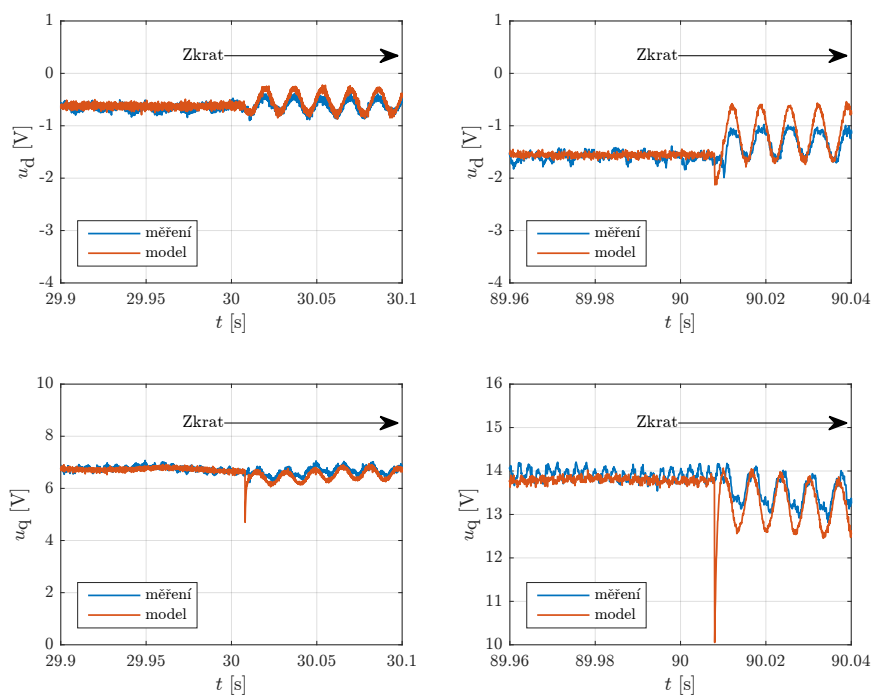 1
0
-1
-2
-3
-4
u_d [V]
Zkrat
měření
model
29.9 29.95 30 30.05 30.1
t [s]
1
0
-1
-2
-3
-4
u_d [V]
Zkrat
měření
model
89.96 89.98 90 90.02 90.04
t [s]
10
8
6
4
2
0
u_q [V]
Zkrat
měření
model
29.9 29.95 30 30.05 30.1
t [s]
16
15
14
13
12
11
10
u_q [V]
Zkrat
měření
model
89.96 89.98 90 90.02 90.04
t [s]